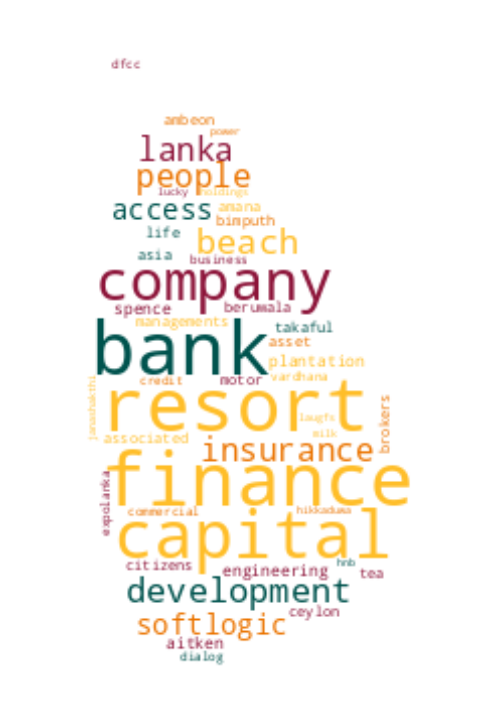 dfcc
ambeon
power
lanka
people
lucky holdings
access amana
bimputh
life beach
asia business
company
spence beruwala
managements takaful
bank asset
plantation
credit motor vardhana
janashakthi
resort
laugfs brokers
associated milk
insurance
finance
expolanka
commercial hikkaduwa
capital
citizens hnb
engineering tea
development
ceylon
softlogic
aitken
dialog